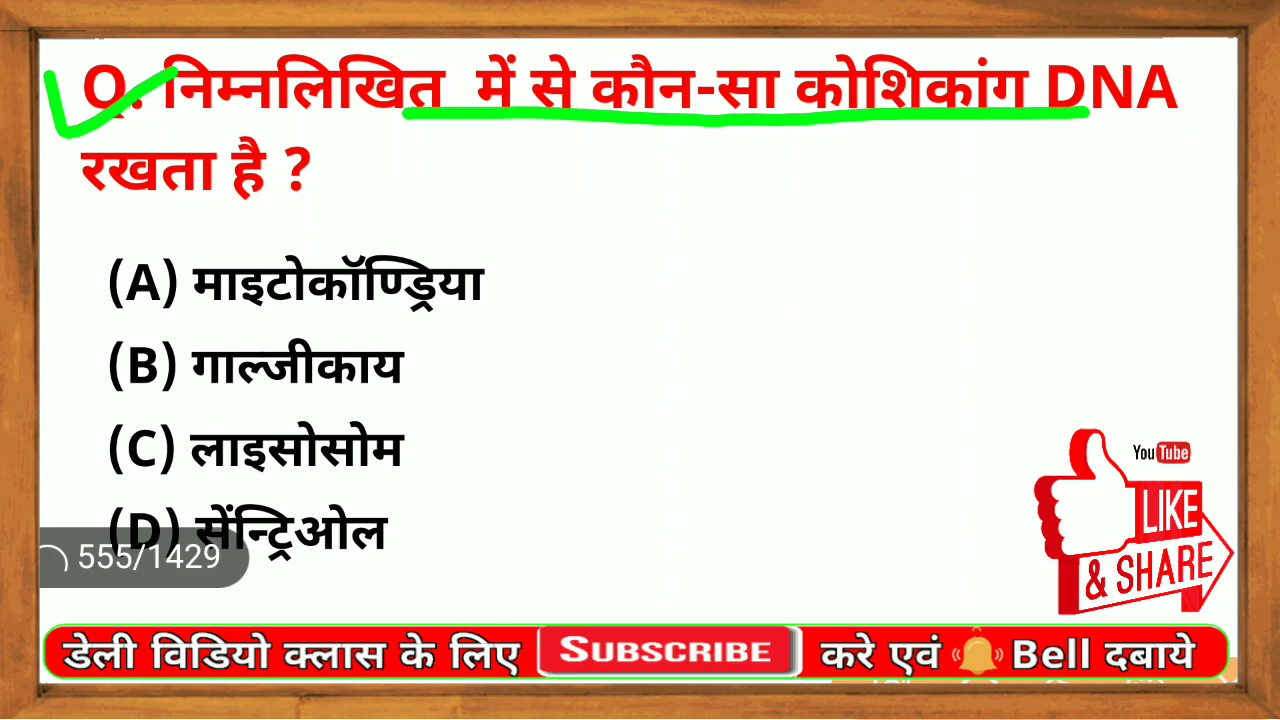 Q. निम्नलिखित में से कौन-सा कोशिकांग DNA
रखता है ?
(A) माइटोकॉण्ड्रिया
(B) गाल्जीकाय
(C) लाइसोसोम
(D) सेंन्ट्रिओल
555/1429
YouTube
LIKE
& SHARE
डेली विडियो क्लास के लिए SUBSCRIBE करे एवं Bell दबाये